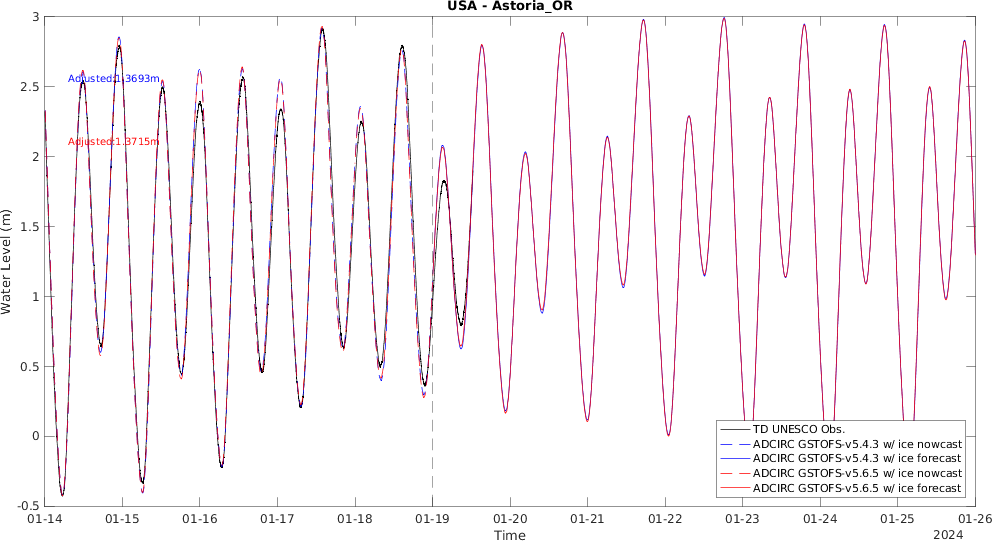 USA - Astoria_OR
3
2.5
2
1.5
1
0.5
0
-0.5
Water Level (m)
Adjusted:1.3693m
Adjusted:1.3715m
TD UNESCO Obs.
ADCIRC GSTOFS-v5.4.3 w/ ice nowcast
ADCIRC GSTOFS-v5.4.3 w/ ice forecast
ADCIRC GSTOFS-v5.6.5 w/ ice nowcast
ADCIRC GSTOFS-v5.6.5 w/ ice forecast
01-14 01-15 01-16 01-17 01-18 01-19 01-20 01-21 01-22 01-23 01-24 01-25 01-26
Time
2024